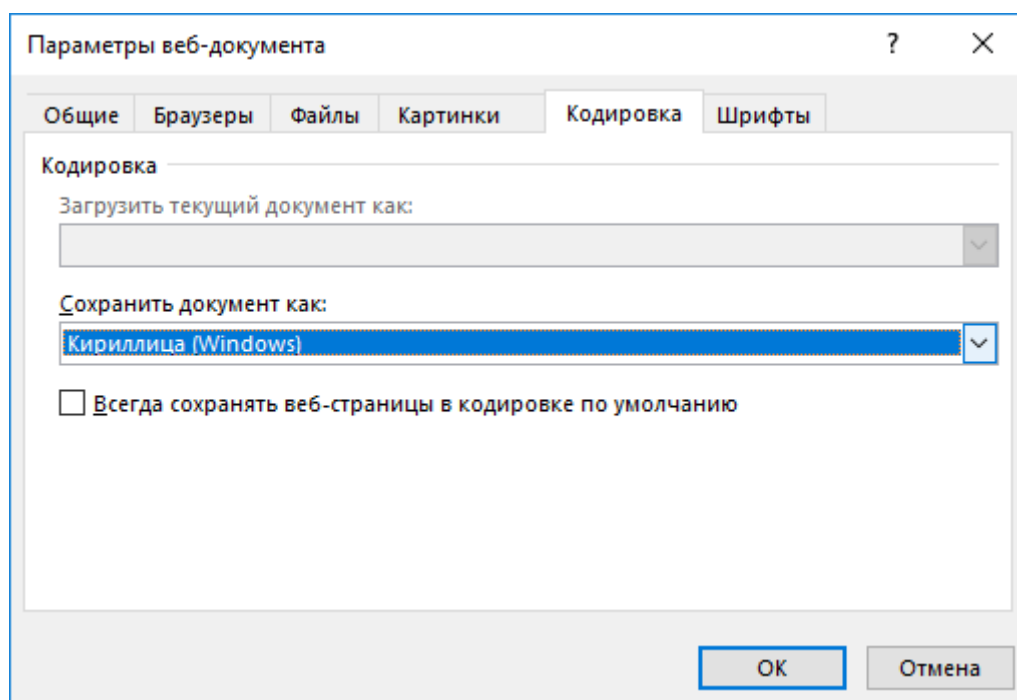 Параметры веб-документа ?
Общие Браузеры Файлы Картинки Кодировка Шрифты
Кодировка
Загрузить текущий документ как:
Сохранить документ как:
Кириллица (Windows)
Всегда сохранять веб-страницы в кодировке по умолчанию
ОК Отмена